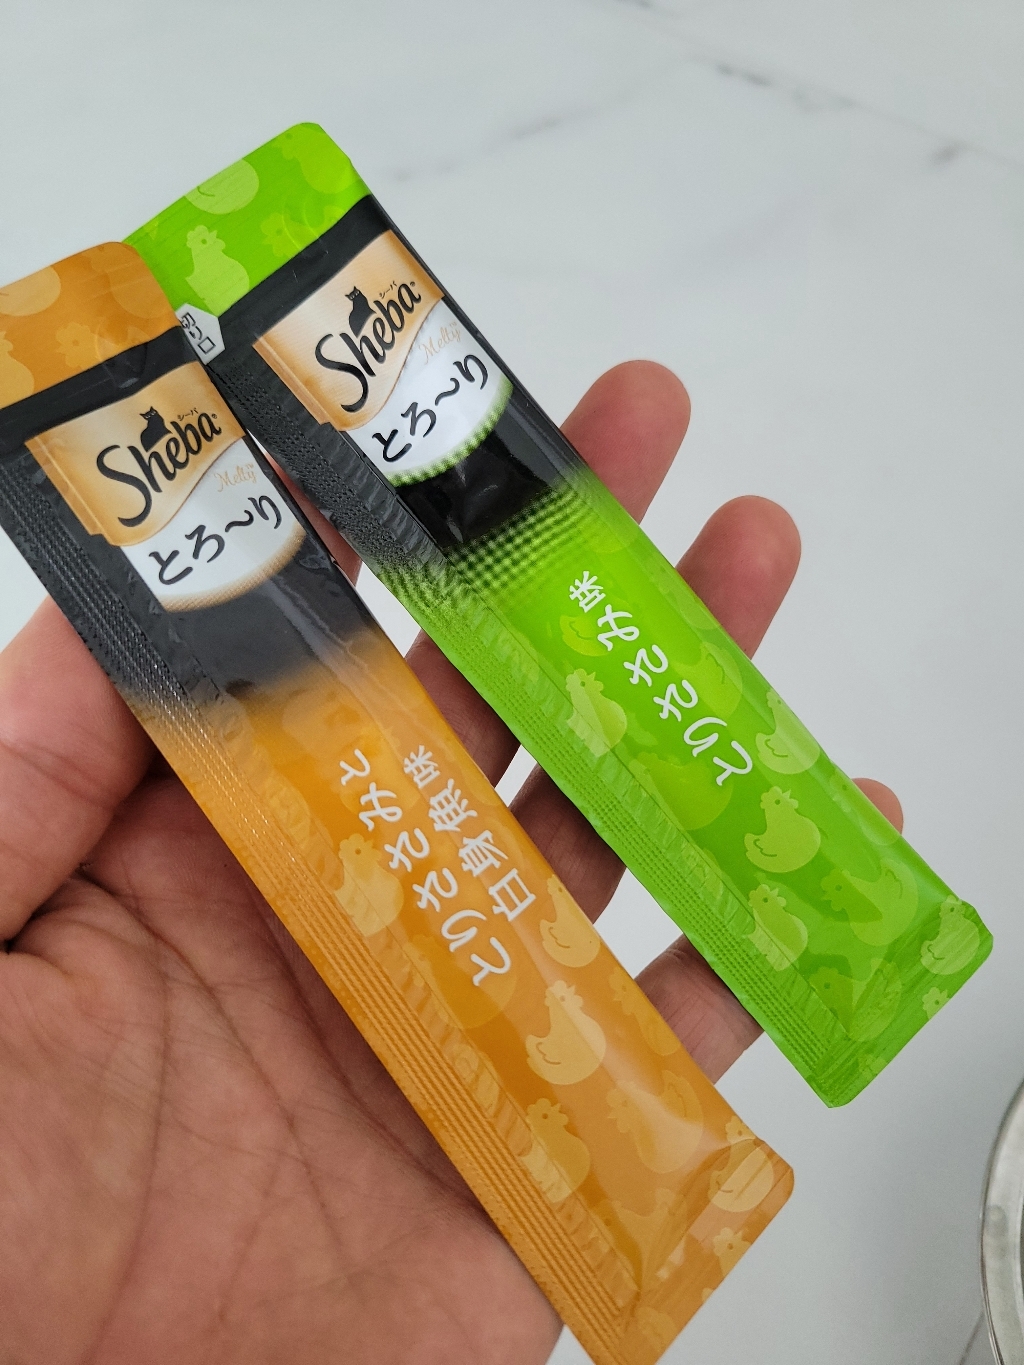 Sheba
シーバ
Melty
とろ〜り
とりささみと
白身魚味
切り口
Sheba
シーバ
Melty
とろ〜り
とりささみ味